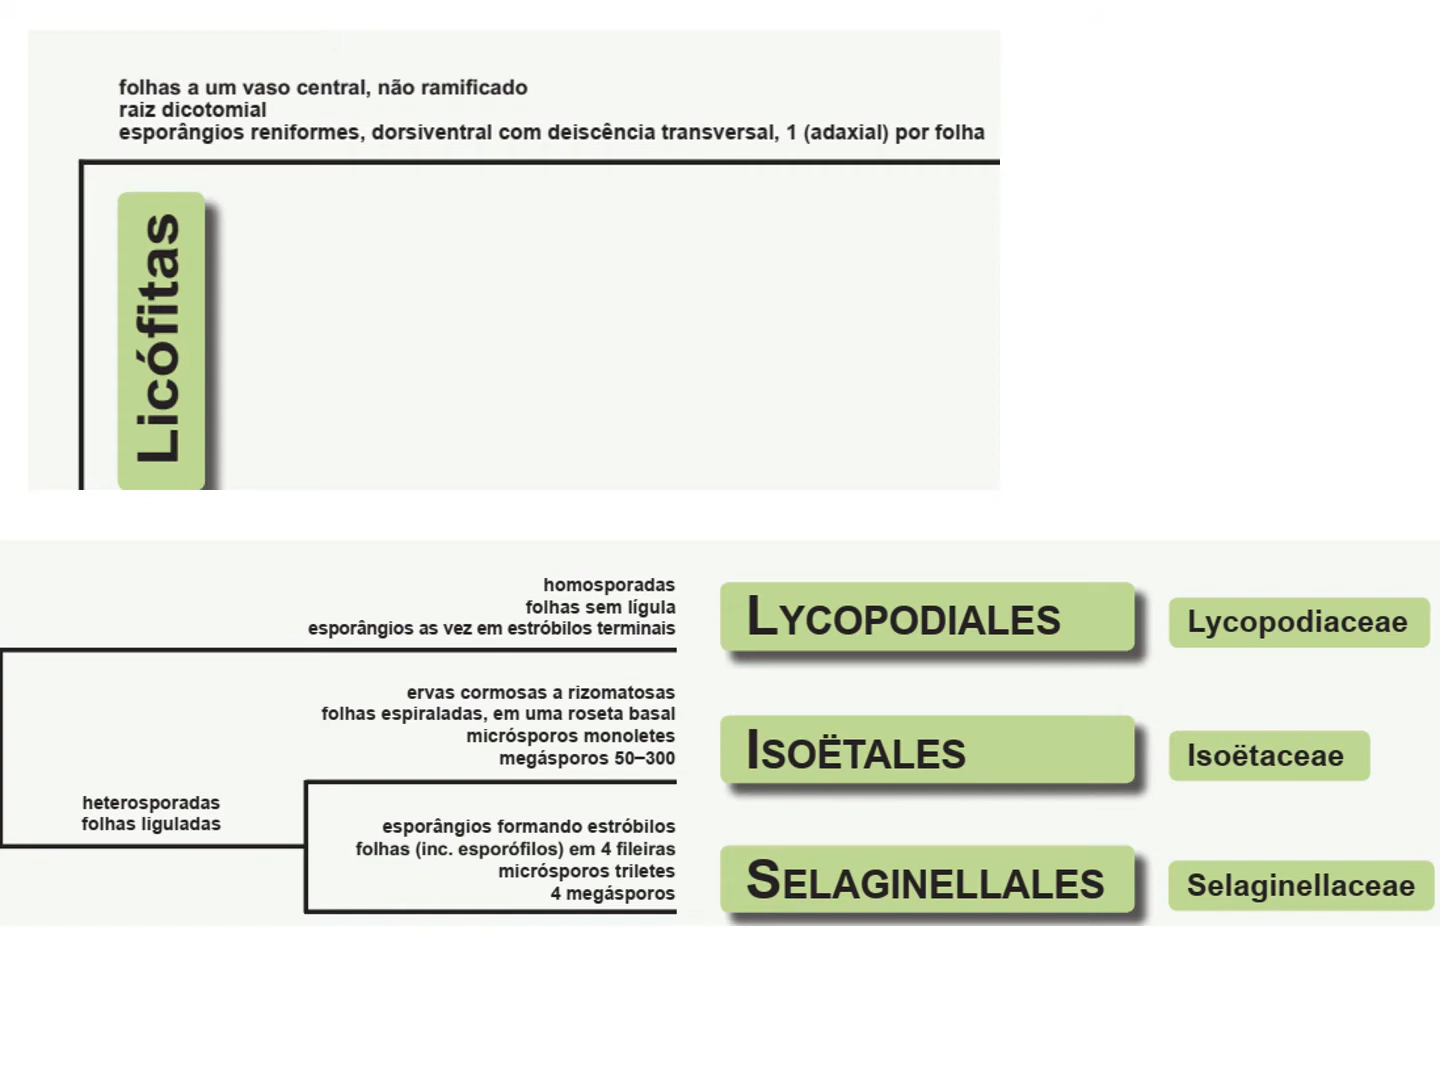 folhas a um vaso central, não ramificado
raiz dicotomial
esporângios reniformes, dorsiventral com deiscência transversal, 1 (adaxial) por folha
Licófitas
homosporadas
folhas sem lígula
esporângios as vez em estróbilos terminais
LYCOPODIALES
Lycopodiaceae
ervas cormosas a rizomatosas
folhas espiraladas, em uma roseta basal
micrósporos monoletes
megásporos 50–300
ISOËTALES
Isoëtaceae
heterosporadas
folhas liguladas
esporângios formando estróbilos
folhas (inc. esporófilos) em 4 fileiras
micrósporos triletes
4 megásporos
SELAGINELLALES
Selaginellaceae